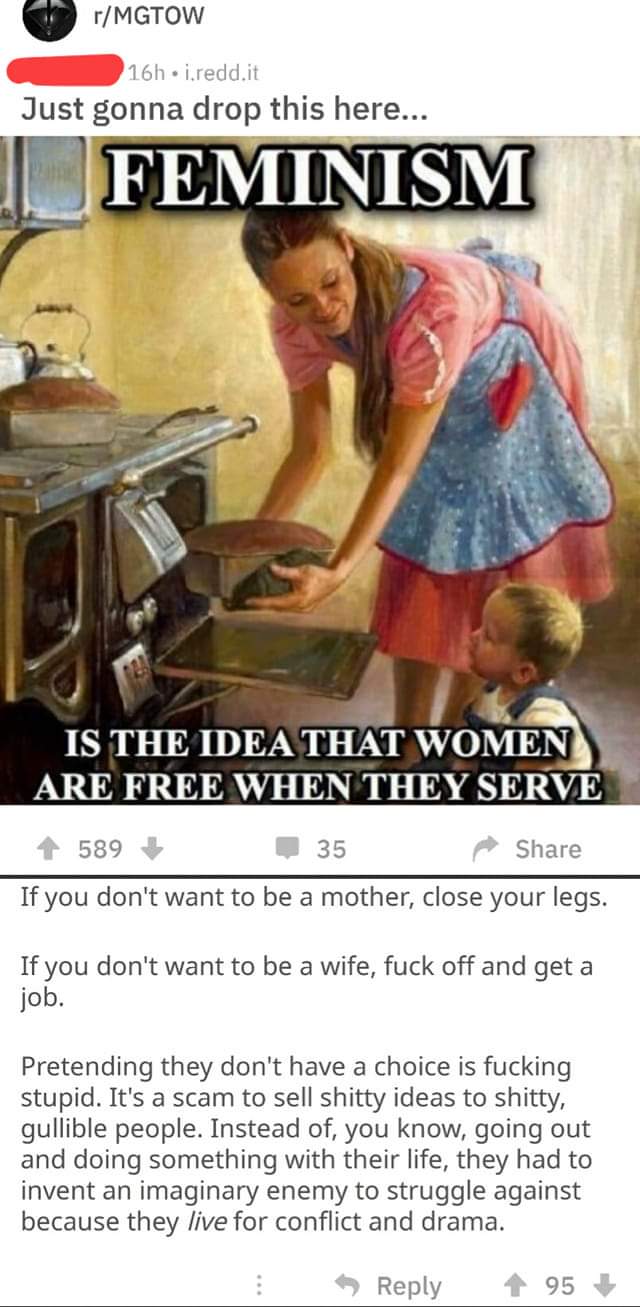 r/MGTOW
16h • i.redd.it
Just gonna drop this here...
FEMINISM
IS THE IDEA THAT WOMEN
ARE FREE WHEN THEY SERVE
589
35
Share
If you don't want to be a mother, close your legs.
If you don't want to be a wife, fuck off and get a
job.
Pretending they don't have a choice is fucking
stupid. It's a scam to sell shitty ideas to shitty,
gullible people. Instead of, you know, going out
and doing something with their life, they had to
invent an imaginary enemy to struggle against
because they live for conflict and drama.
Reply
95